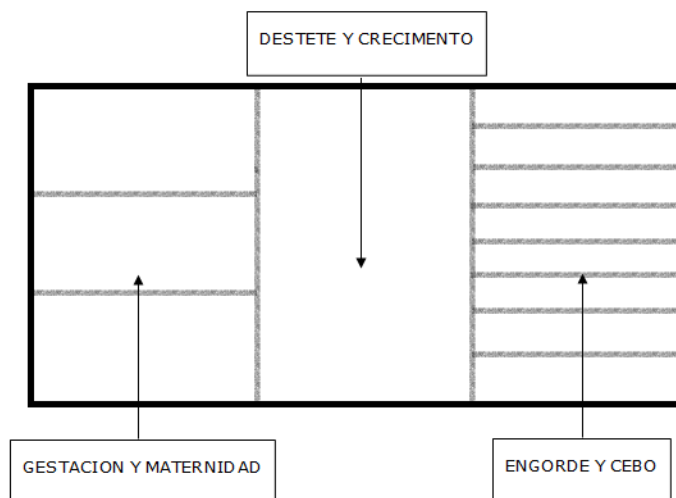 DESTETE Y CRECIMENTO
GESTACION Y MATERNIDAD
ENGORDE Y CEBO